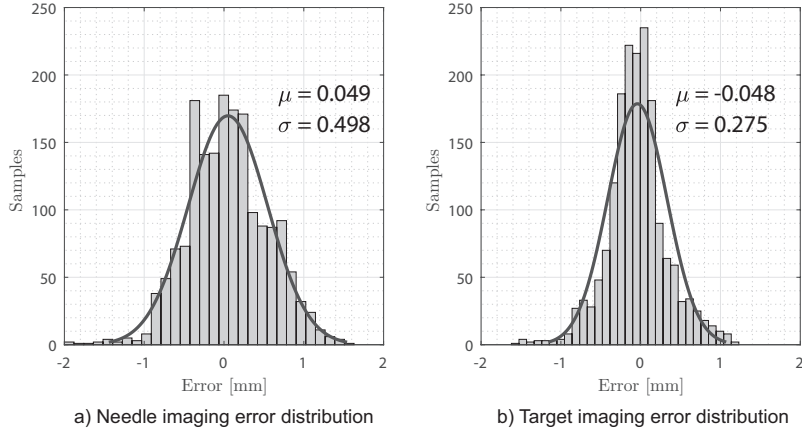 250
200
150
100
50
0
Samples
μ = 0.049
σ = 0.498
-2 -1 0 1 2
Error [mm]
a) Needle imaging error distribution
250
200
150
100
50
0
Samples
μ = -0.048
σ = 0.275
-2 -1 0 1 2
Error [mm]
b) Target imaging error distribution